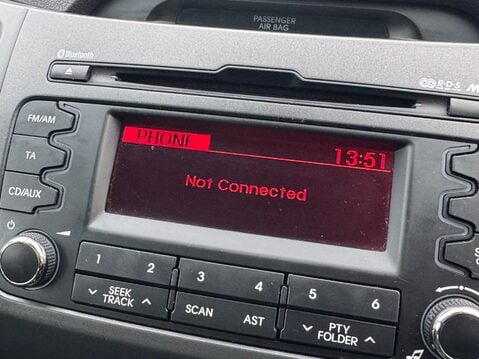 PASSENGER
AIR BAG
Bluetooth
R·D·S
FM/AM
PHONE
13:51
TA
Not Connected
CD/AUX
1 2 3 4 5 6
SEEK
TRACK
SCAN
AST
PTY
FOLDER